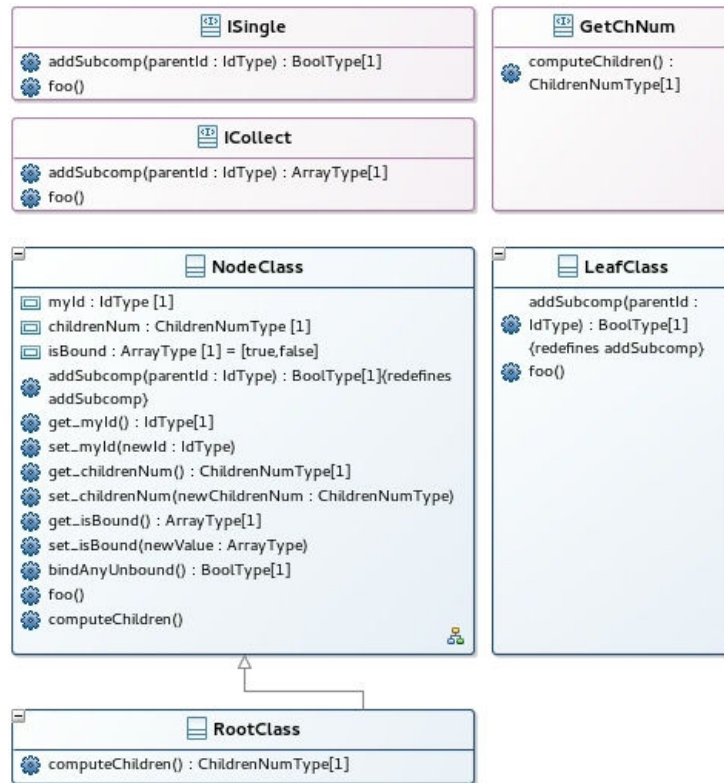 ISingle
addSubcomp(parentId : IdType) : BoolType[1]
foo()
GetChNum
computeChildren() :
ChildrenNumType[1]
ICollect
addSubcomp(parentId : IdType) : ArrayType[1]
foo()
NodeClass
myId : IdType [1]
childrenNum : ChildrenNumType [1]
isBound : ArrayType [1] = [true,false]
addSubcomp(parentId : IdType) : BoolType[1]{redefines
addSubcomp}
get_myId() : IdType[1]
set_myId(newId : IdType)
get_childrenNum() : ChildrenNumType[1]
set_childrenNum(newChildrenNum : ChildrenNumType)
get_isBound() : ArrayType[1]
set_isBound(newValue : ArrayType)
bindAnyUnbound() : BoolType[1]
foo()
computeChildren()
LeafClass
addSubcomp(parentId :
IdType) : BoolType[1]
{redefines addSubcomp}
foo()
RootClass
computeChildren() : ChildrenNumType[1]